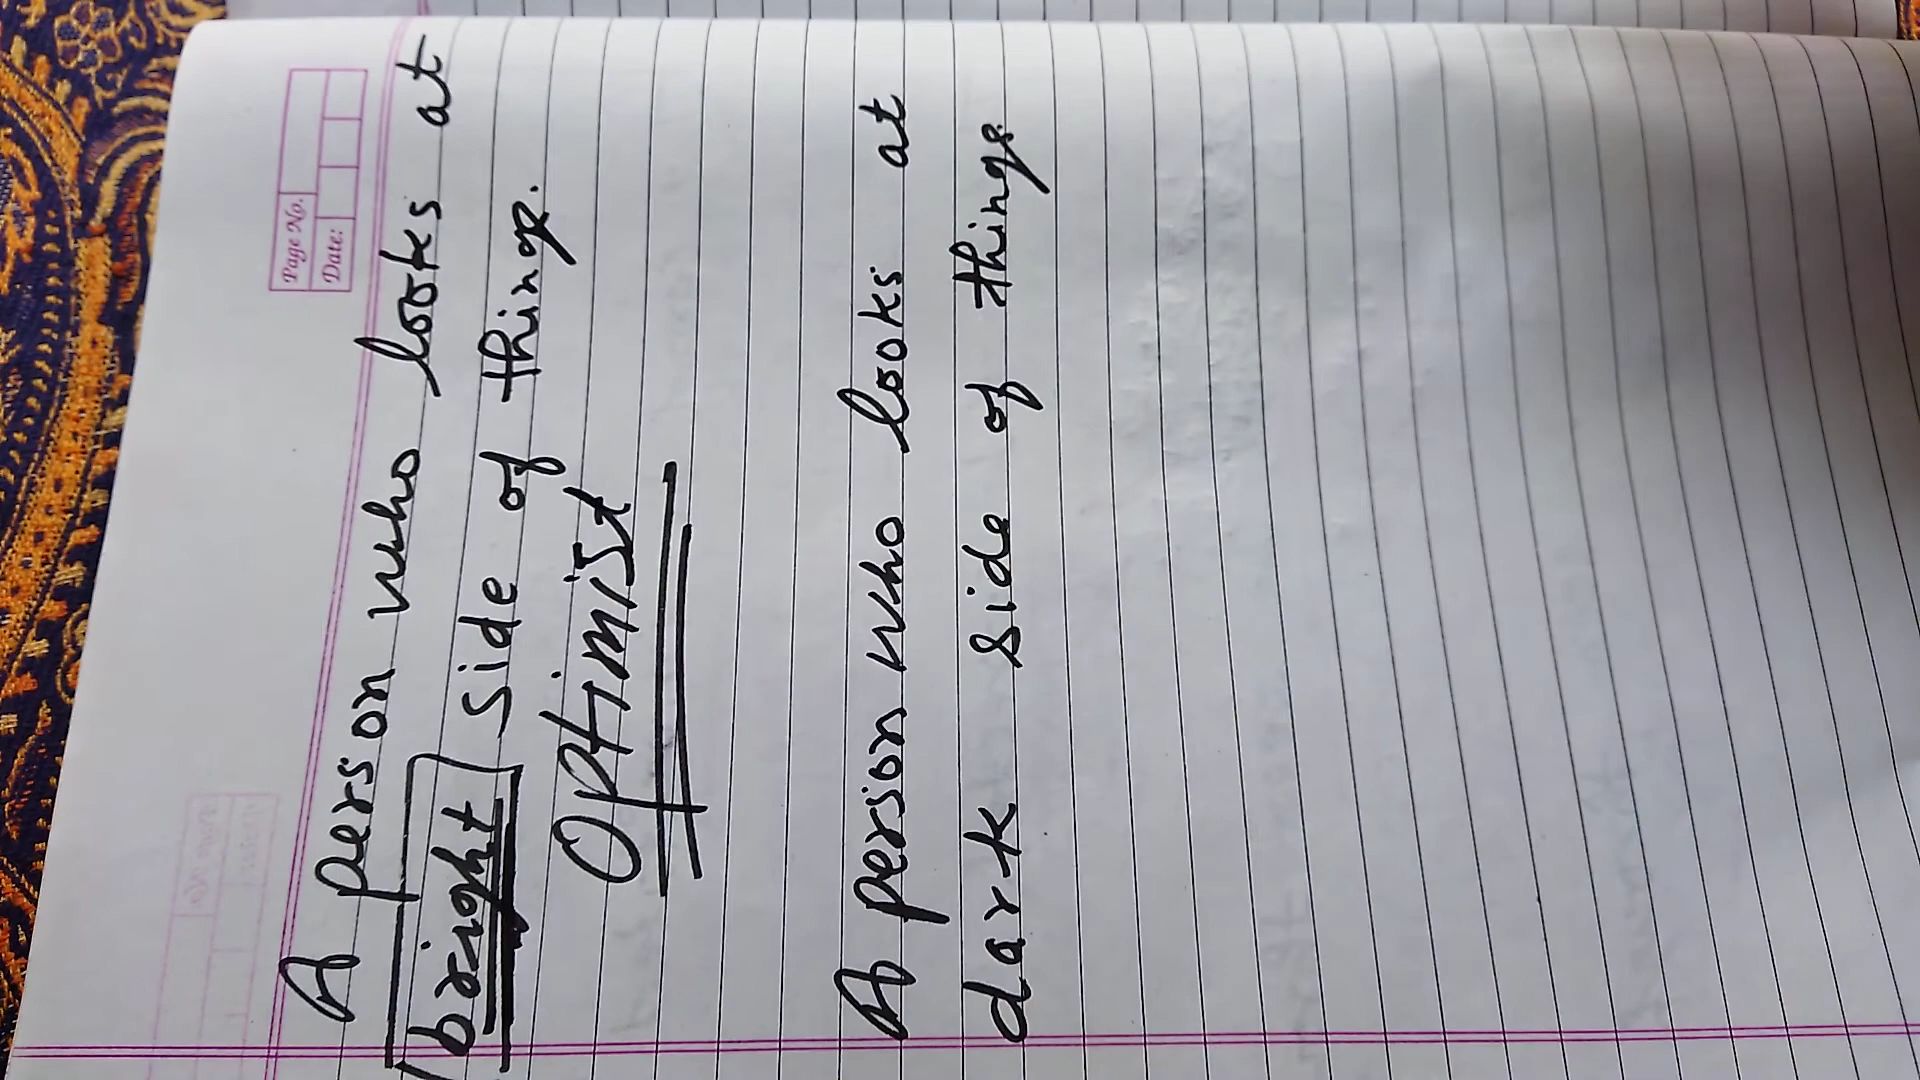 Page No.
Date:
A person who looks at
bright side of things.
Optimist
A person who looks at
dark side of things.